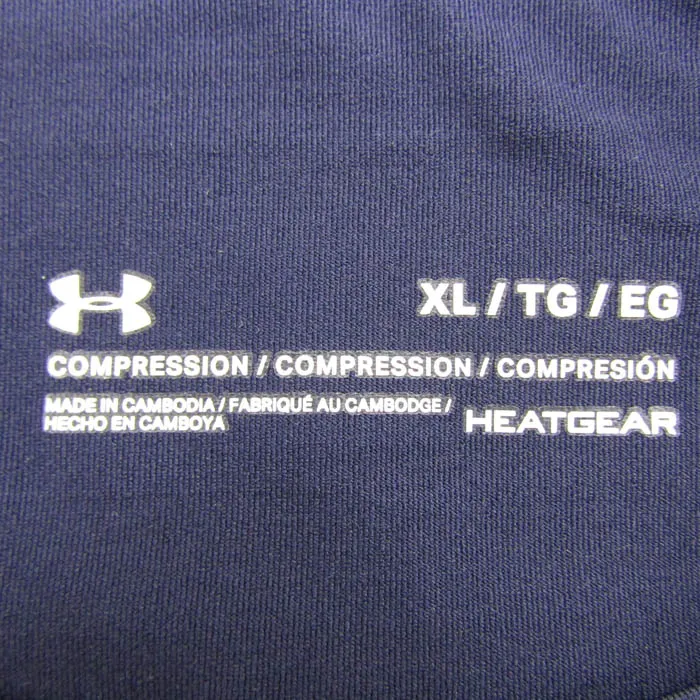 XL / TG / EG
COMPRESSION / COMPRESSION / COMPRESIÓN
MADE IN CAMBODIA / FABRIQUÉ AU CAMBODGE /
HECHO EN CAMBOYA
HEATGEAR